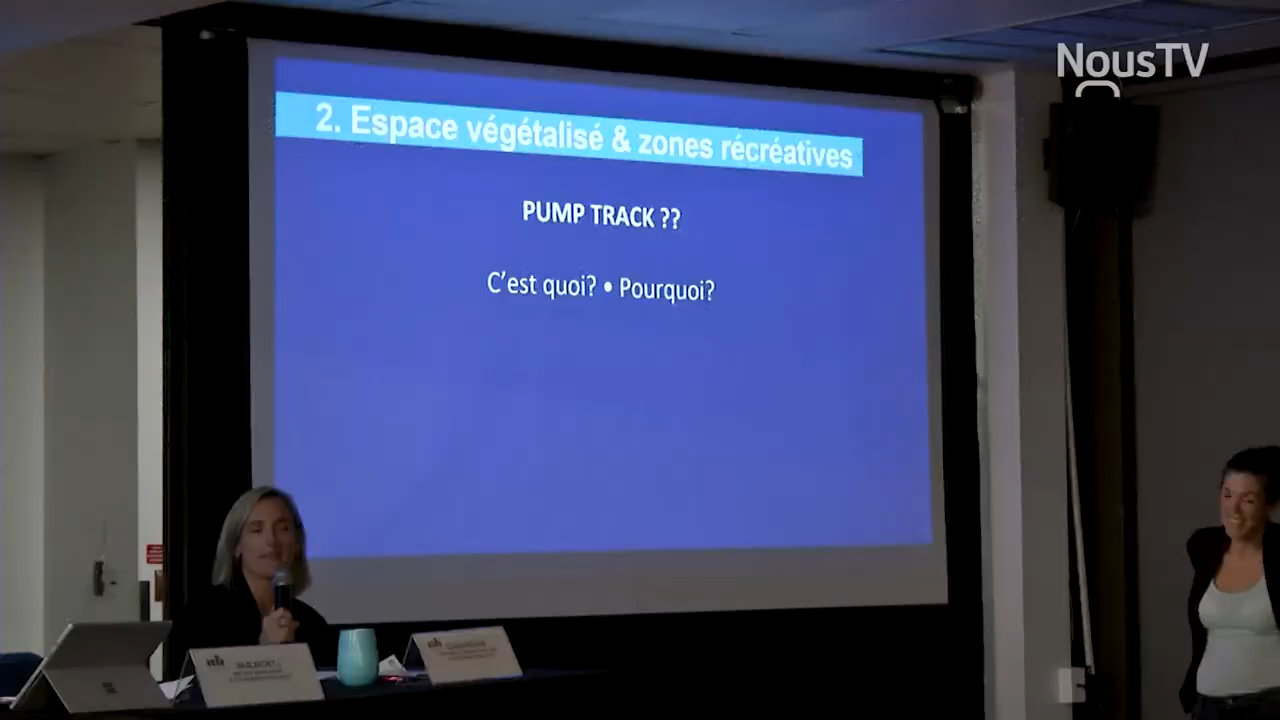 NousTV
2. Espace végétalisé & zones récréatives
PUMP TRACK ??
C'est quoi? • Pourquoi?